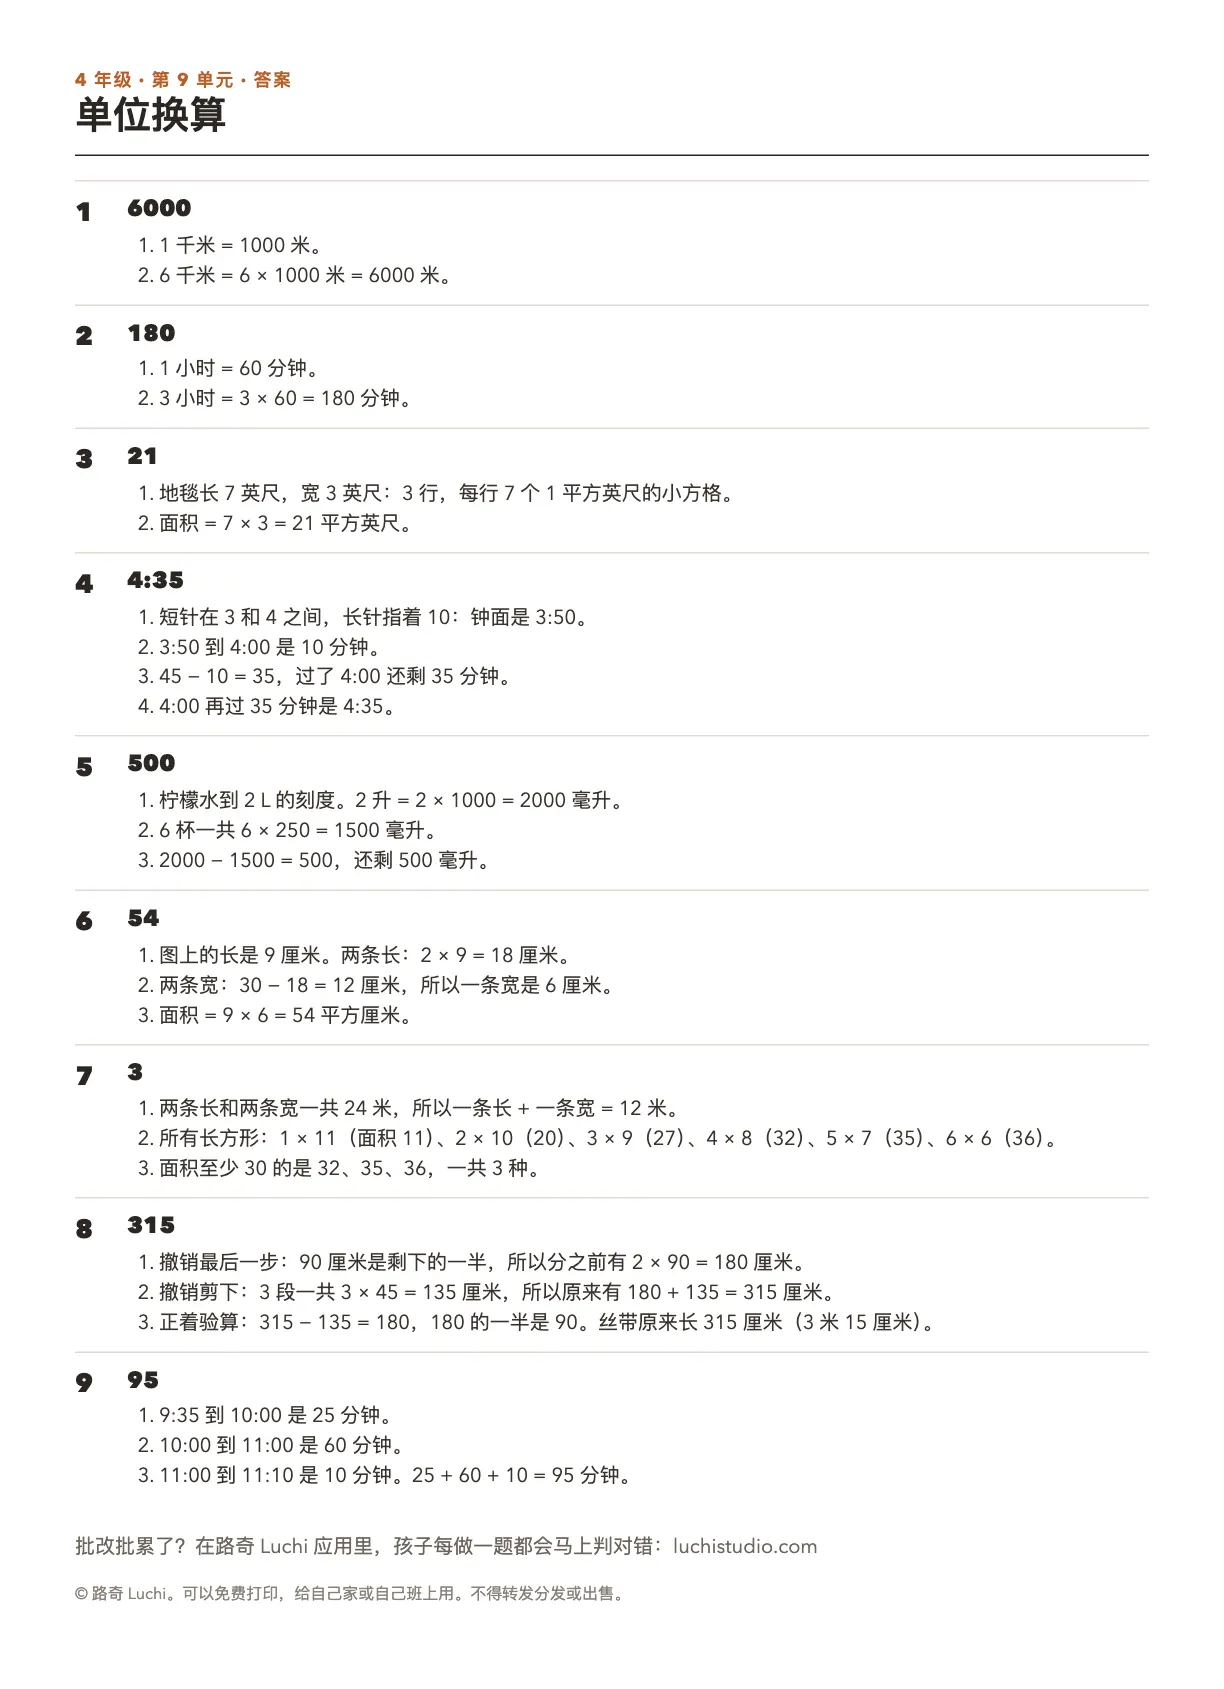 4 年级 · 第 9 单元 · 答案
单位换算
1 6000
1. 1 千米 = 1000 米。
2. 6 千米 = 6 × 1000 米 = 6000 米。
2 180
1. 1 小时 = 60 分钟。
2. 3 小时 = 3 × 60 = 180 分钟。
3 21
1. 地毯长 7 英尺，宽 3 英尺：3 行，每行 7 个 1 平方英尺的小方格。
2. 面积 = 7 × 3 = 21 平方英尺。
4 4:35
1. 短针在 3 和 4 之间，长针指着 10：钟面是 3:50。
2. 3:50 到 4:00 是 10 分钟。
3. 45 − 10 = 35，过了 4:00 还剩 35 分钟。
4. 4:00 再过 35 分钟是 4:35。
5 500
1. 柠檬水到 2 L 的刻度。2 升 = 2 × 1000 = 2000 毫升。
2. 6 杯一共 6 × 250 = 1500 毫升。
3. 2000 − 1500 = 500，还剩 500 毫升。
6 54
1. 图上的长是 9 厘米。两条长：2 × 9 = 18 厘米。
2. 两条宽：30 − 18 = 12 厘米，所以一条宽是 6 厘米。
3. 面积 = 9 × 6 = 54 平方厘米。
7 3
1. 两条长和两条宽一共 24 米，所以一条长 + 一条宽 = 12 米。
2. 所有长方形：1 × 11（面积 11）、2 × 10（20）、3 × 9（27）、4 × 8（32）、5 × 7（35）、6 × 6（36）。
3. 面积至少 30 的是 32、35、36，一共 3 种。
8 315
1. 撤销最后一步：90 厘米是剩下的一半，所以分之前有 2 × 90 = 180 厘米。
2. 撤销剪下：3 段一共 3 × 45 = 135 厘米，所以原来有 180 + 135 = 315 厘米。
3. 正着验算：315 − 135 = 180，180 的一半是 90。丝带原来长 315 厘米（3 米 15 厘米）。
9 95
1. 9:35 到 10:00 是 25 分钟。
2. 10:00 到 11:00 是 60 分钟。
3. 11:00 到 11:10 是 10 分钟。25 + 60 + 10 = 95 分钟。
批改批累了？在路奇 Luchi 应用里，孩子每做一题都会马上判对错：luchistudio.com
© 路奇 Luchi。可以免费打印，给自己家或自己班上用。不得转发分发或出售。